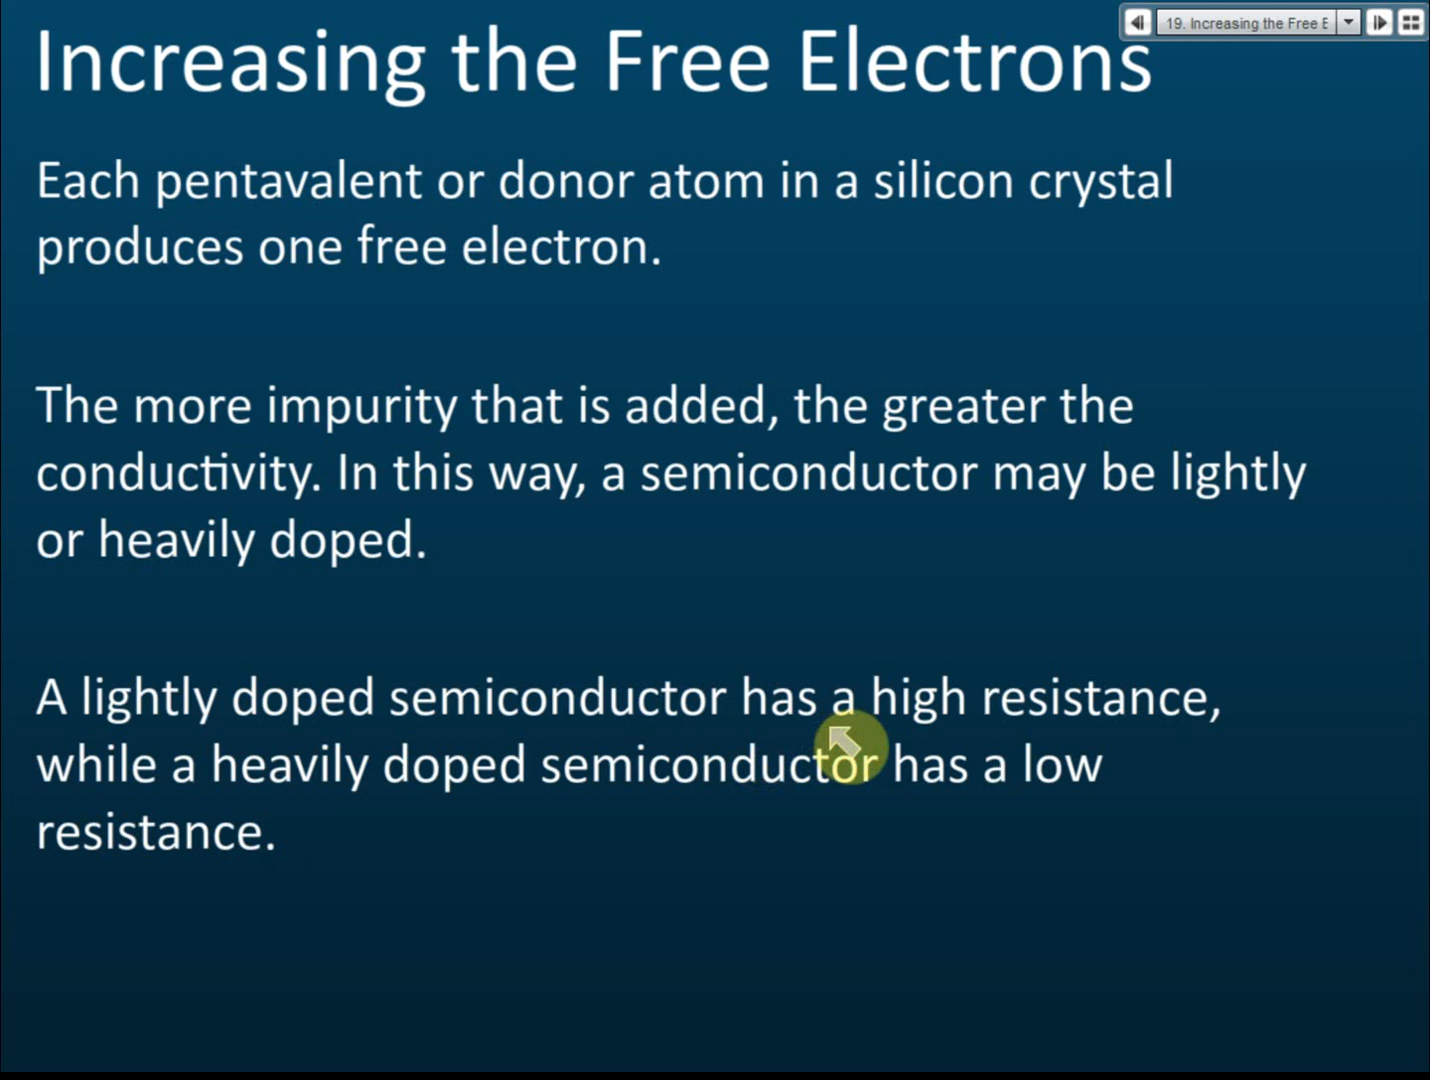 Increasing the Free Electrons
19. Increasing the Free E
Each pentavalent or donor atom in a silicon crystal
produces one free electron.
The more impurity that is added, the greater the
conductivity. In this way, a semiconductor may be lightly
or heavily doped.
A lightly doped semiconductor has a high resistance,
while a heavily doped semiconductor has a low
resistance.